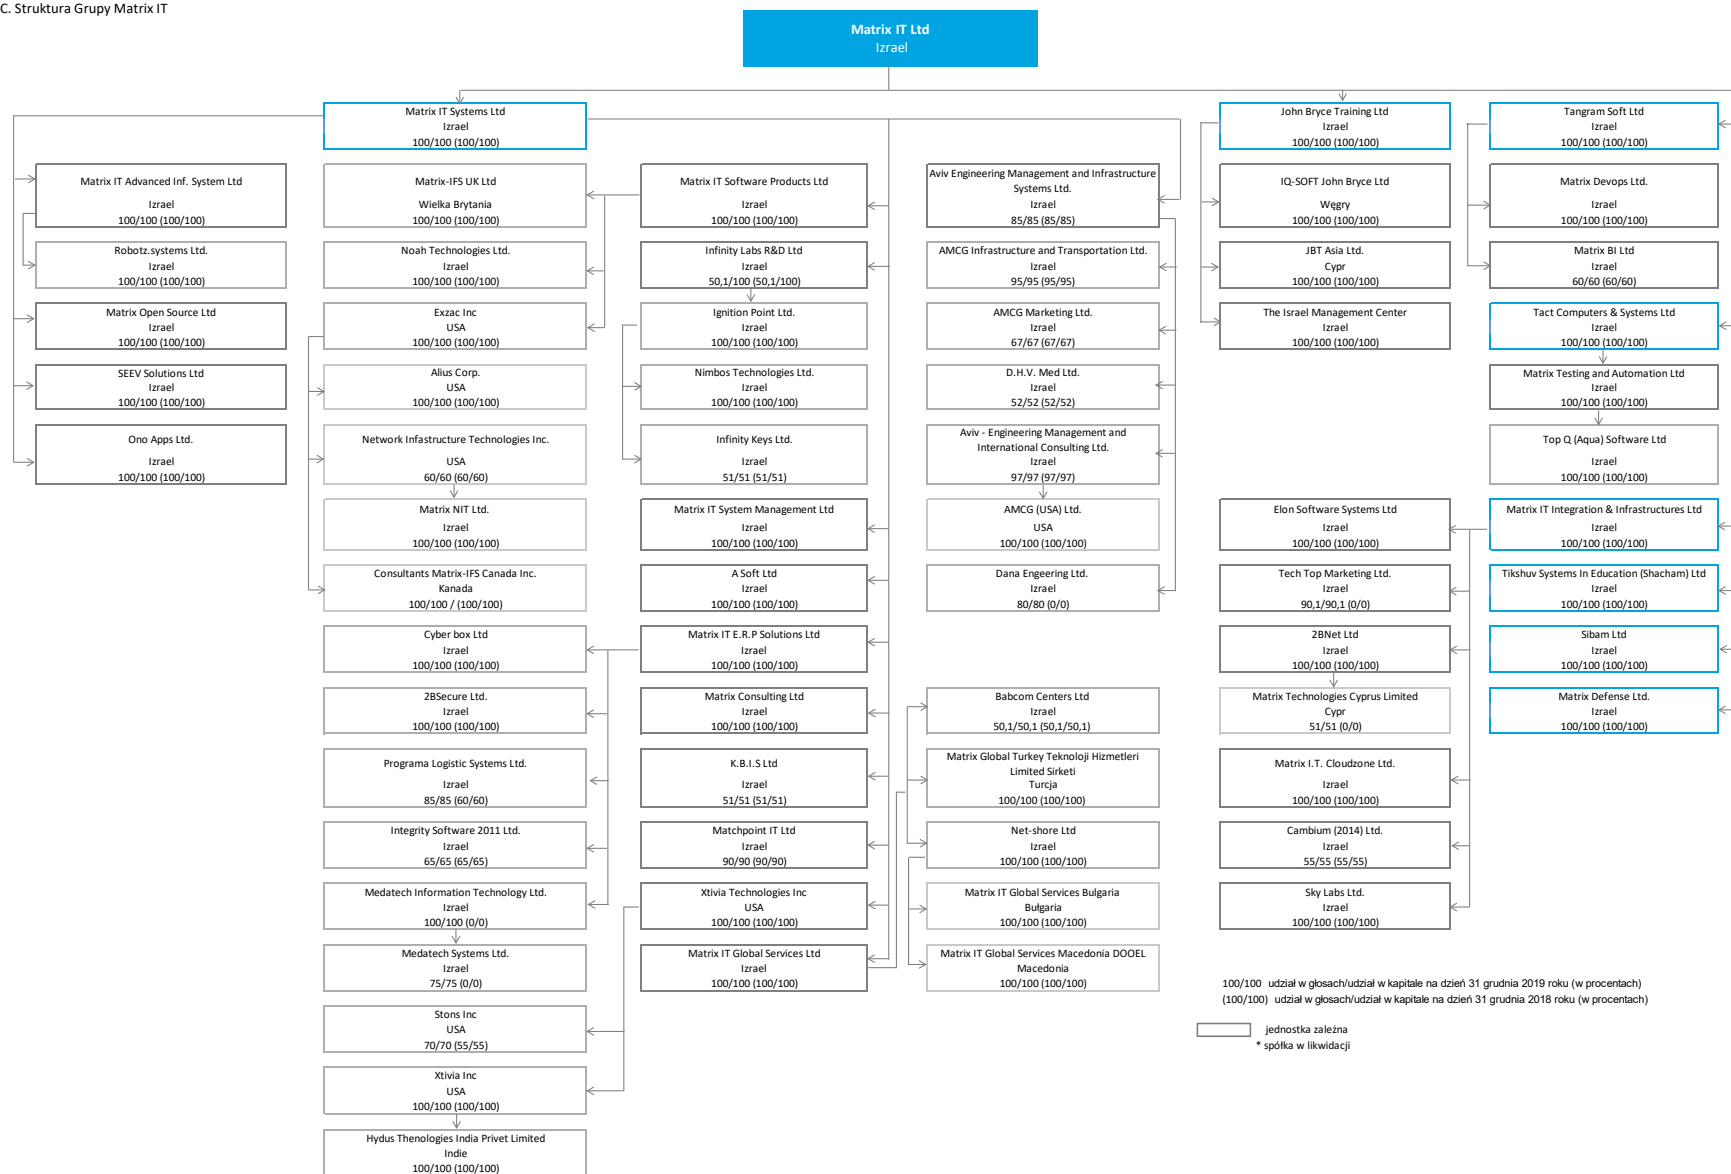 C. Struktura Grupy Matrix IT
Matrix IT Ltd
Izrael
Matrix IT Systems Ltd
Izrael
100/100 (100/100)
John Bryce Training Ltd
Izrael
100/100 (100/100)
Tangram Soft Ltd
Izrael
100/100 (100/100)
Matrix IT Advanced Inf. System Ltd
Izrael
100/100 (100/100)
Robotz.systems Ltd.
Izrael
100/100 (100/100)
Matrix Open Source Ltd
Izrael
100/100 (100/100)
SEEV Solutions Ltd
Izrael
100/100 (100/100)
Ono Apps Ltd.
Izrael
100/100 (100/100)
Matrix-IFS UK Ltd
Wielka Brytania
100/100 (100/100)
Noah Technologies Ltd.
Izrael
100/100 (100/100)
Exzac Inc
USA
100/100 (100/100)
Alius Corp.
USA
100/100 (100/100)
Network Infastructure Technologies Inc.
USA
60/60 (60/60)
Matrix NIT Ltd.
Izrael
100/100 (100/100)
Consultants Matrix-IFS Canada Inc.
Kanada
100/100 / (100/100)
Cyber box Ltd
Izrael
100/100 (100/100)
2BSecure Ltd.
Izrael
100/100 (100/100)
Programa Logistic Systems Ltd.
Izrael
85/85 (60/60)
Integrity Software 2011 Ltd.
Izrael
65/65 (65/65)
Medatech Information Technology Ltd.
Izrael
100/100 (0/0)
Medatech Systems Ltd.
Izrael
75/75 (0/0)
Stons Inc
USA
70/70 (55/55)
Xtivia Inc
USA
100/100 (100/100)
Hydus Thenologies India Privet Limited
Indie
100/100 (100/100)
Matrix IT Software Products Ltd
Izrael
100/100 (100/100)
Infinity Labs R&D Ltd
Izrael
50,1/100 (50,1/100)
Ignition Point Ltd.
Izrael
100/100 (100/100)
Nimbos Technologies Ltd.
Izrael
100/100 (100/100)
Infinity Keys Ltd.
Izrael
51/51 (51/51)
Matrix IT System Management Ltd
Izrael
100/100 (100/100)
A Soft Ltd
Izrael
100/100 (100/100)
Matrix IT E.R.P Solutions Ltd
Izrael
100/100 (100/100)
Matrix Consulting Ltd
Izrael
100/100 (100/100)
K.B.I.S Ltd
Izrael
51/51 (51/51)
Matchpoint IT Ltd
Izrael
90/90 (90/90)
Xtivia Technologies Inc
USA
100/100 (100/100)
Matrix IT Global Services Ltd
Izrael
100/100 (100/100)
Aviv Engineering Management and Infrastructure
Systems Ltd.
Izrael
85/85 (85/85)
AMCG Infrastructure and Transportation Ltd.
Izrael
95/95 (95/95)
AMCG Marketing Ltd.
Izrael
67/67 (67/67)
D.H.V. Med Ltd.
Izrael
52/52 (52/52)
Aviv - Engineering Management and
International Consulting Ltd.
Izrael
97/97 (97/97)
AMCG (USA) Ltd.
USA
100/100 (100/100)
Dana Engeering Ltd.
Izrael
80/80 (0/0)
Babcom Centers Ltd
Izrael
50,1/50,1 (50,1/50,1)
Matrix Global Turkey Teknoloji Hizmetleri
Limited Sirketi
Turcja
100/100 (100/100)
Net-shore Ltd
Izrael
100/100 (100/100)
Matrix IT Global Services Bulgaria
Bułgaria
100/100 (100/100)
Matrix IT Global Services Macedonia DOOEL
Macedonia
100/100 (100/100)
IQ-SOFT John Bryce Ltd
Węgry
100/100 (100/100)
JBT Asia Ltd.
Cypr
100/100 (100/100)
The Israel Management Center
Izrael
100/100 (100/100)
Elon Software Systems Ltd
Izrael
100/100 (100/100)
Tech Top Marketing Ltd.
Izrael
90,1/90,1 (0/0)
2BNet Ltd
Izrael
100/100 (100/100)
Matrix Technologies Cyprus Limited
Cypr
51/51 (0/0)
Matrix I.T. Cloudzone Ltd.
Izrael
100/100 (100/100)
Cambium (2014) Ltd.
Izrael
55/55 (55/55)
Sky Labs Ltd.
Izrael
100/100 (100/100)
Matrix Devops Ltd.
Izrael
100/100 (100/100)
Matrix BI Ltd
Izrael
60/60 (60/60)
Tact Computers & Systems Ltd
Izrael
100/100 (100/100)
Matrix Testing and Automation Ltd
Izrael
100/100 (100/100)
Top Q (Aqua) Software Ltd
Izrael
100/100 (100/100)
Matrix IT Integration & Infrastructures Ltd
Izrael
100/100 (100/100)
Tikshuv Systems In Education (Shacham) Ltd
Izrael
100/100 (100/100)
Sibam Ltd
Izrael
100/100 (100/100)
Matrix Defense Ltd.
Izrael
100/100 (100/100)
100/100 udział w głosach/udział w kapitale na dzień 31 grudnia 2019 roku (w procentach)
(100/100) udział w głosach/udział w kapitale na dzień 31 grudnia 2018 roku (w procentach)
jednostka zależna
* spółka w likwidacji